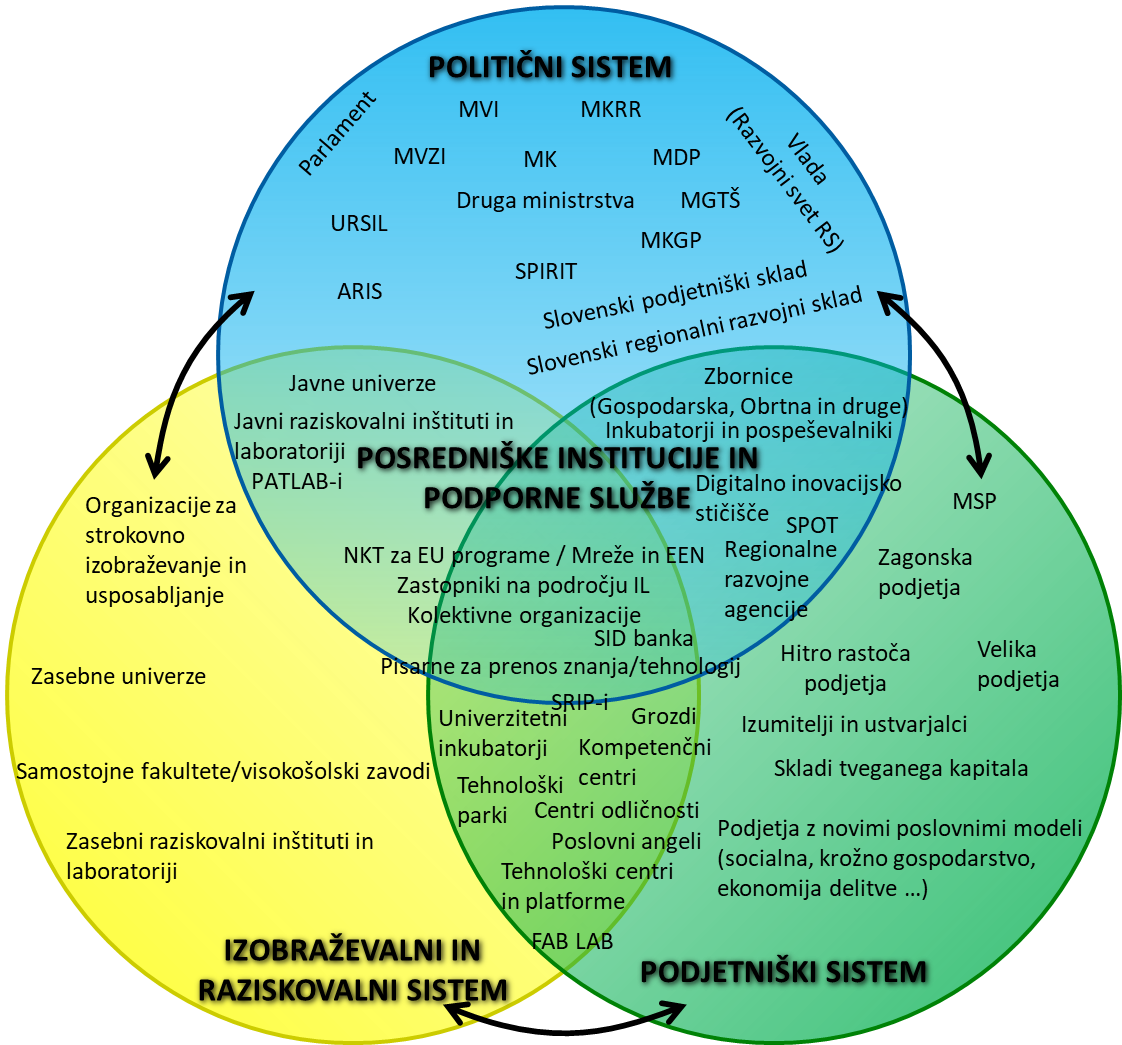 POLITIČNI SISTEM
MVI
MKRR
Parlament
Vlada
(Razvojni svet RS)
MVZI
MK
MDP
Druga ministrstva
MGTŠ
URSIL
MKGP
SPIRIT
ARIS
Slovenski podjetniški sklad
Slovenski regionalni razvojni sklad
Javne univerze
Javni raziskovalni inštituti in
laboratoriji
PATLAB-i
Zbornice
(Gospodarska, Obrtna in druge)
Inkubatorji in pospeševalniki
POSREDNIŠKE INSTITUCIJE IN
PODPORNE SLUŽBE
Digitalno inovacijsko
stičišče
SPOT
Regionalne
razvojne
agencije
NKT za EU programe / Mreže in EEN
Zastopniki na področju IL
Kolektivne organizacije
SID banka
Pisarne za prenos znanja/tehnologij
SRIP-i
Organizacije za
strokovno
izobraževanje in
usposabljanje
Zasebne univerze
Samostojne fakultete/visokošolski zavodi
Zasebni raziskovalni inštituti in
laboratoriji
IZOBRAŽEVALNI IN
RAZISKOVALNI SISTEM
Univerzitetni
inkubatorji
Grozdi
Kompetenčni
centri
Tehnološki
parki
Centri odličnosti
Poslovni angeli
Tehnološki centri
in platforme
FAB LAB
MSP
Zagonska
podjetja
Hitro rastoča
podjetja
Velika
podjetja
Izumitelji in ustvarjalci
Skladi tveganega kapitala
Podjetja z novimi poslovnimi modeli
(socialna, krožno gospodarstvo,
ekonomija delitve …)
PODJETNIŠKI SISTEM